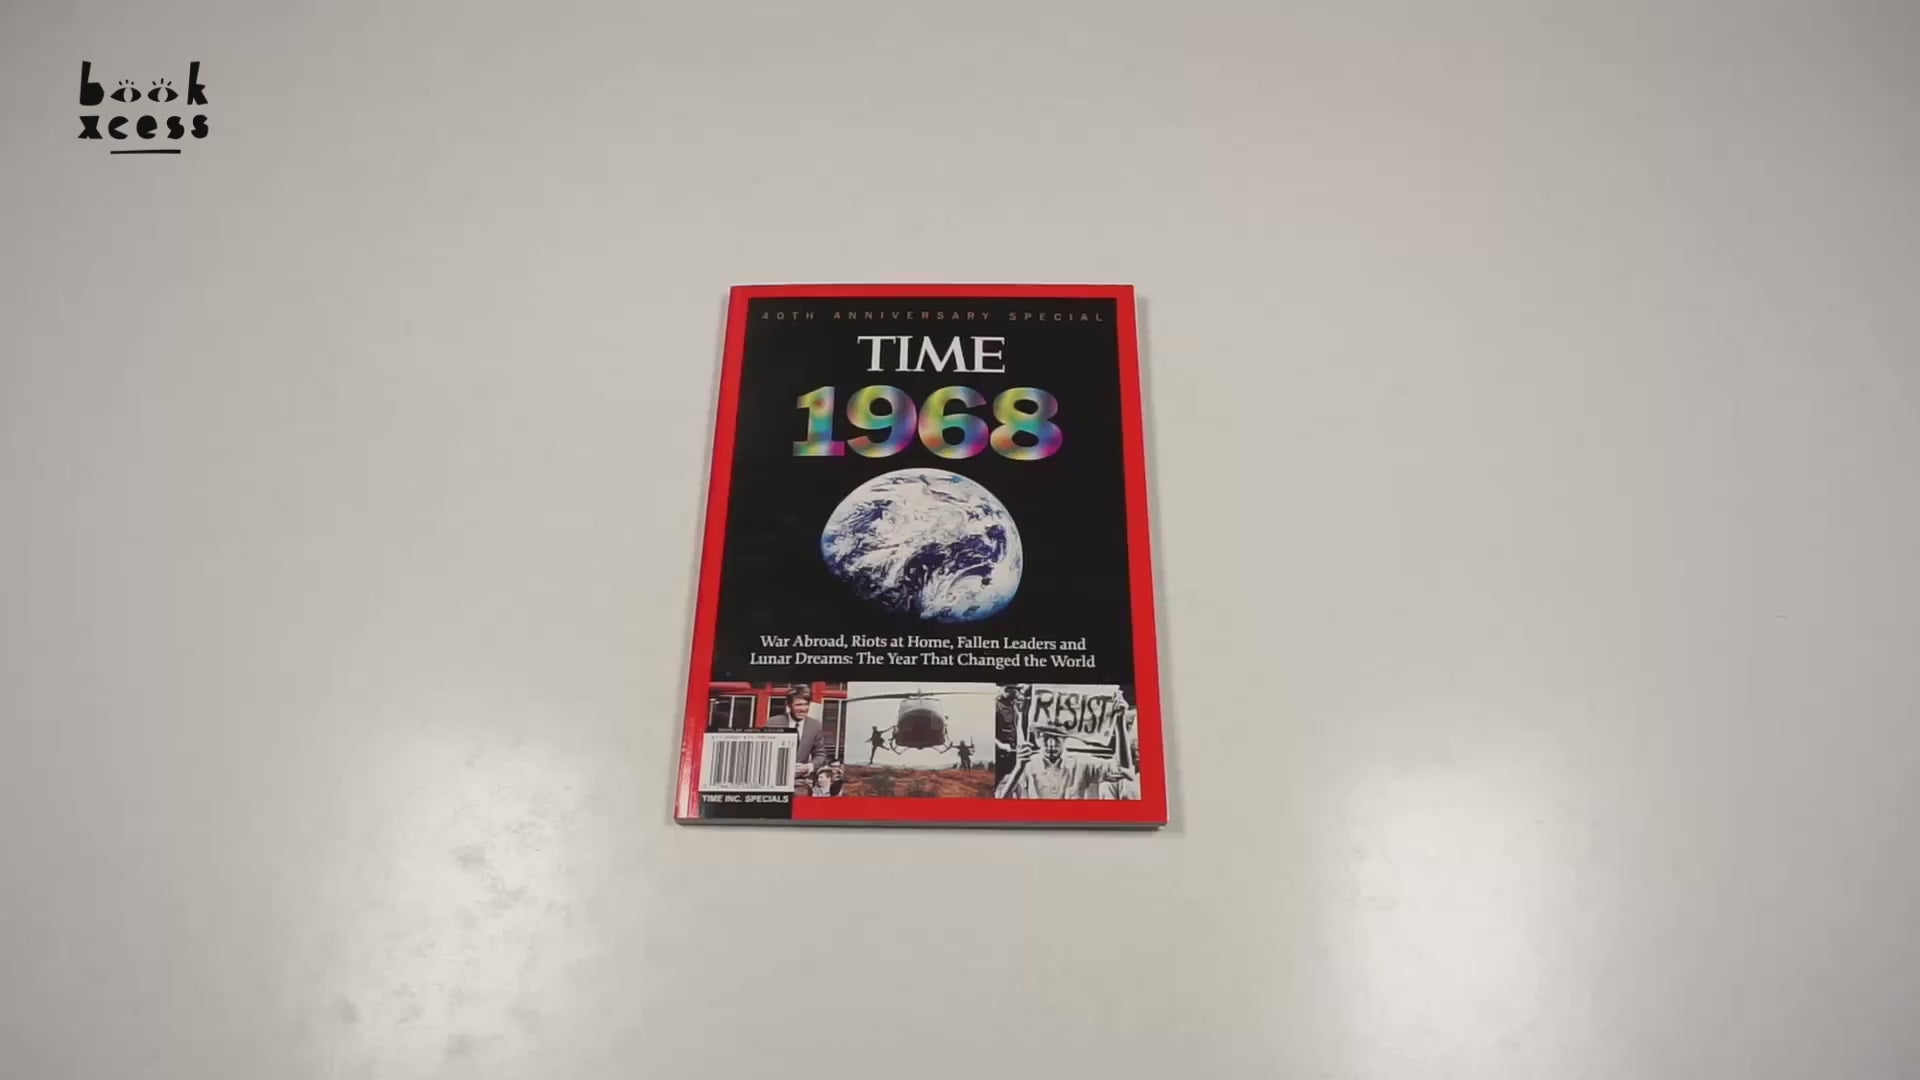 book
xcess
40TH ANNIVERSARY SPECIAL
TIME
1968
War Abroad, Riots at Home, Fallen Leaders and
Lunar Dreams: The Year That Changed the World
RESIST
TIME INC. SPECIALS